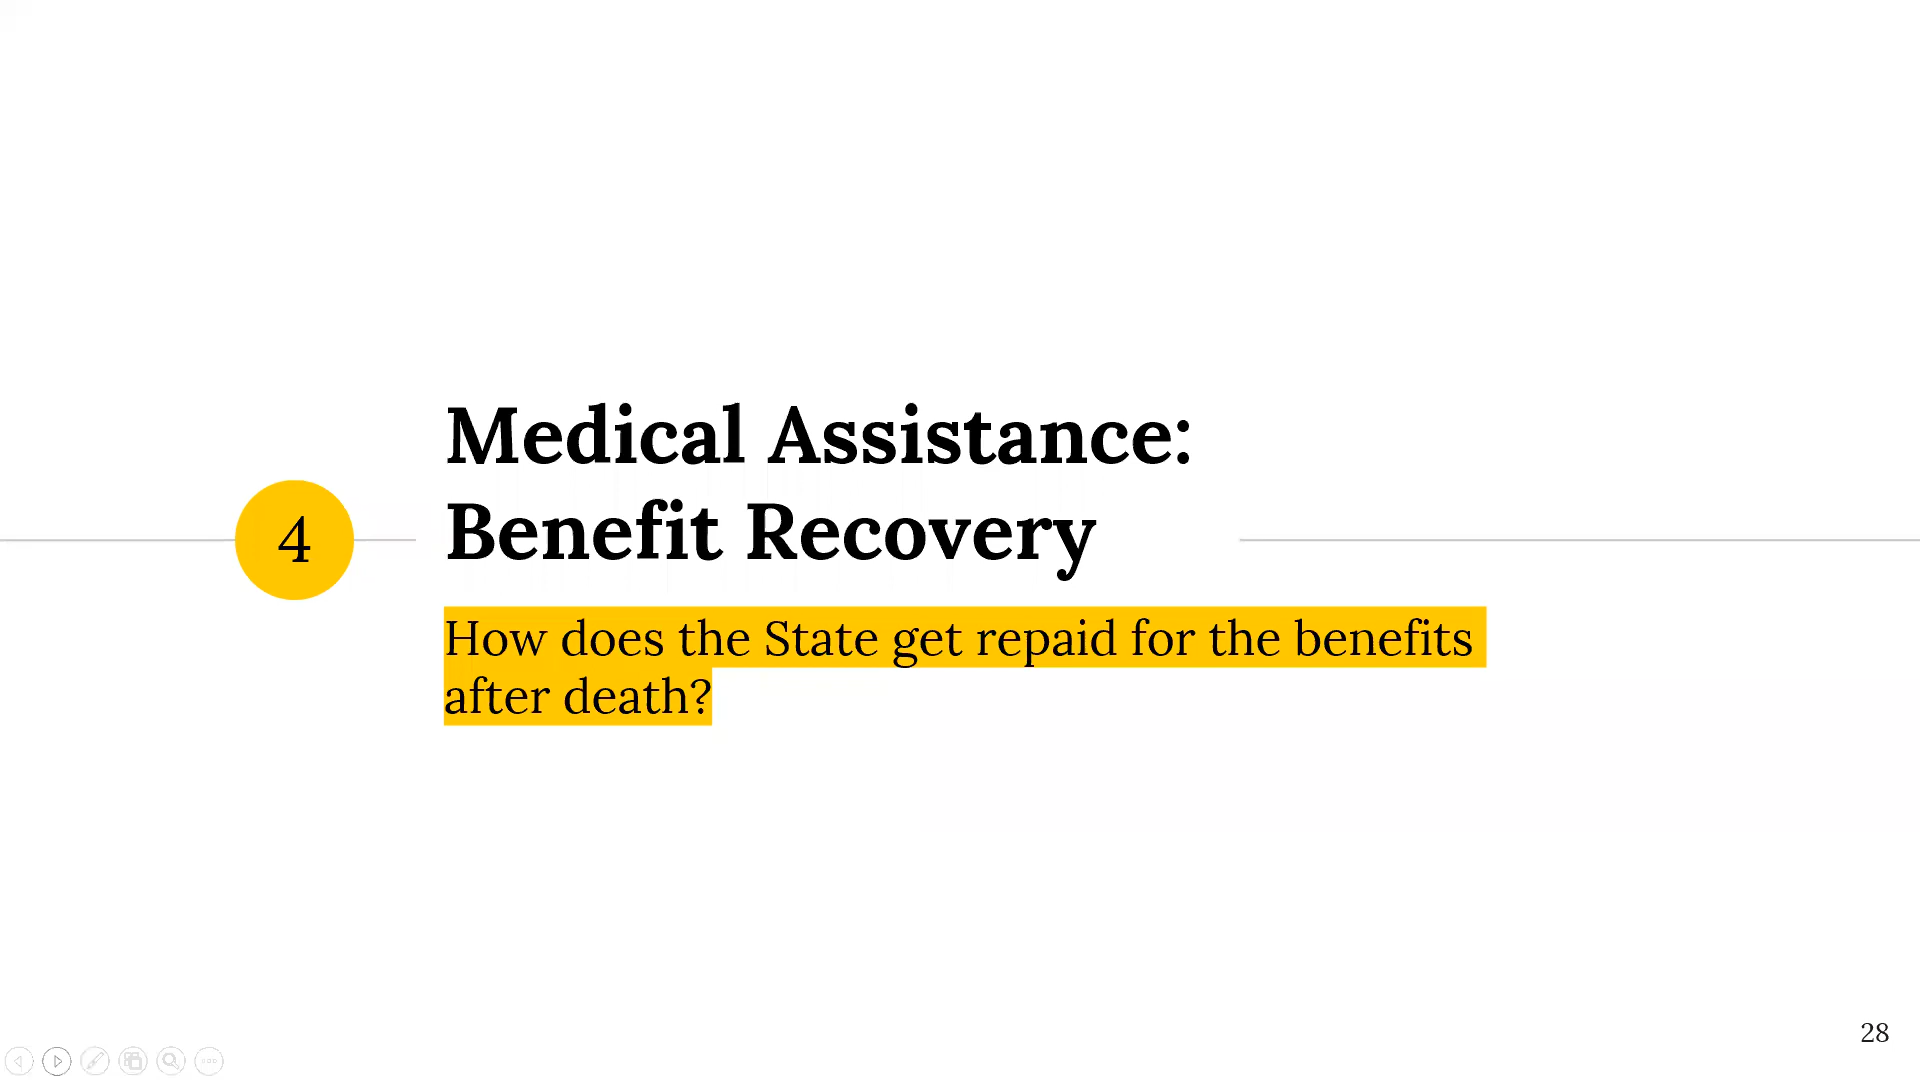 Medical Assistance:
4
Benefit Recovery
How does the State get repaid for the benefits
after death?
28